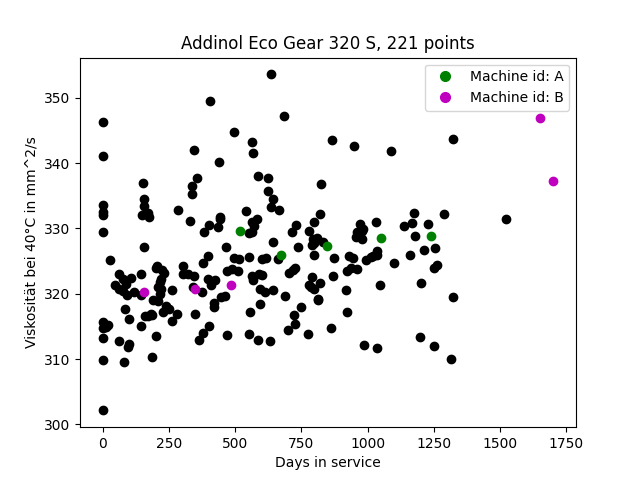 Addinol Eco Gear 320 S, 221 points
Machine id: A
Machine id: B
Viskosität bei 40°C in mm^2/s
350
340
330
320
310
300
0 250 500 750 1000 1250 1500 1750
Days in service